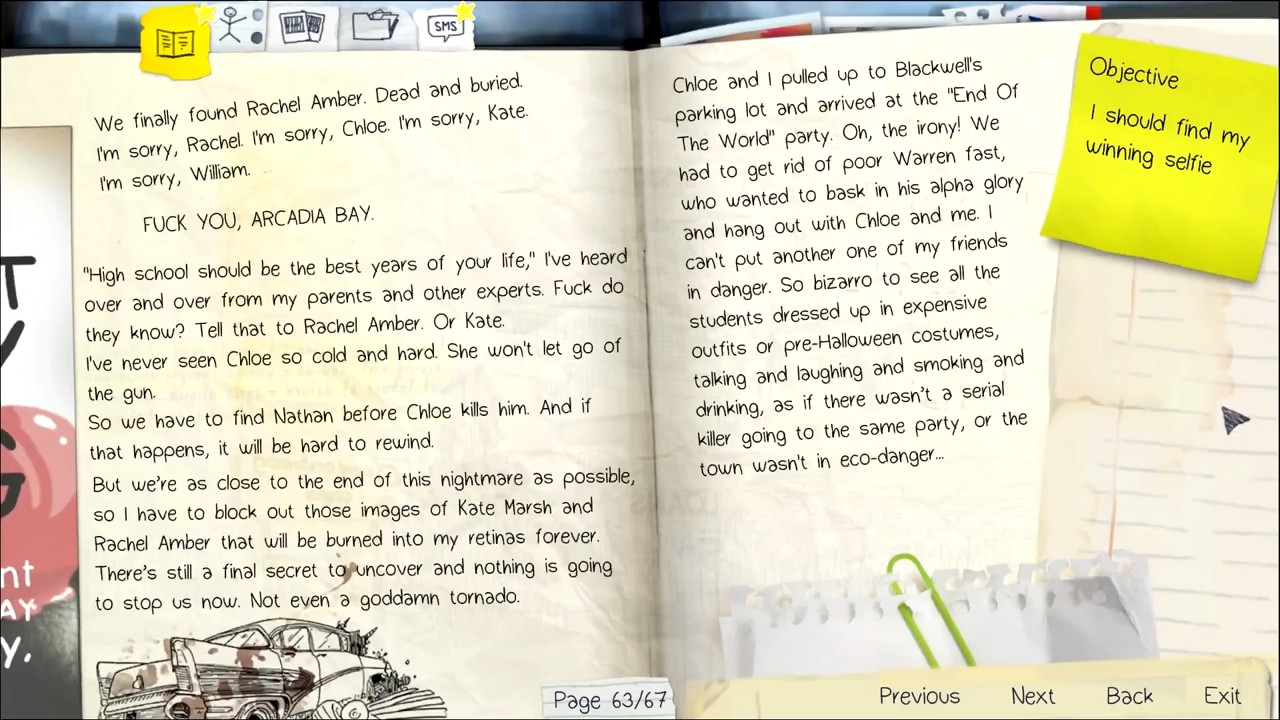 SMS
We finally found Rachel Amber. Dead and buried.
I'm sorry, Rachel. I'm sorry, Chloe. I'm sorry, Kate.
I'm sorry, William.
FUCK YOU, ARCADIA BAY.
"High school should be the best years of your life," I've heard
over and over from my parents and other experts. Fuck do
they know? Tell that to Rachel Amber. Or Kate.
I've never seen Chloe so cold and hard. She won't let go of
the gun.
So we have to find Nathan before Chloe kills him. And if
that happens, it will be hard to rewind.
But we're as close to the end of this nightmare as possible,
so I have to block out those images of Kate Marsh and
Rachel Amber that will be burned into my retinas forever.
There's still a final secret to uncover and nothing is going
to stop us now. Not even a goddamn tornado.
Chloe and I pulled up to Blackwell's
parking lot and arrived at the "End Of
The World" party. Oh, the irony! We
had to get rid of poor Warren fast,
who wanted to bask in his alpha glory
and hang out with Chloe and me. I
can't put another one of my friends
in danger. So bizarro to see all the
students dressed up in expensive
outfits or pre-Halloween costumes,
talking and laughing and smoking and
drinking, as if there wasn't a serial
killer going to the same party, or the
town wasn't in eco-danger...
Objective
I should find my
winning selfie
Page 63/67
Previous Next Back Exit